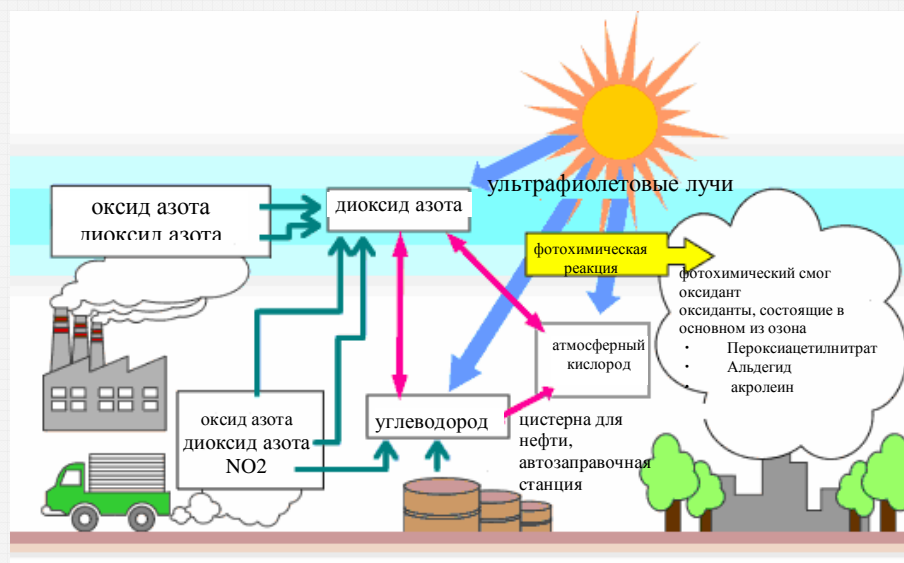 ультрафиолетовые лучи
оксид азота
диоксид азота
диоксид азота
фотохимическая
реакция
фотохимический смог
оксидант
оксиданты, состоящие в
основном из озона
• Пероксиацетилнитрат
• Альдегид
• акролеин
атмосферный
кислород
оксид азота
диоксид азота
NO2
углеводород
цистерна для
нефти,
автозаправочная
станция